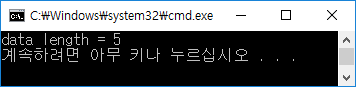 C:\Windows\system32\cmd.exe
data length = 5
계속하려면 아무 키나 누르십시오 . . .